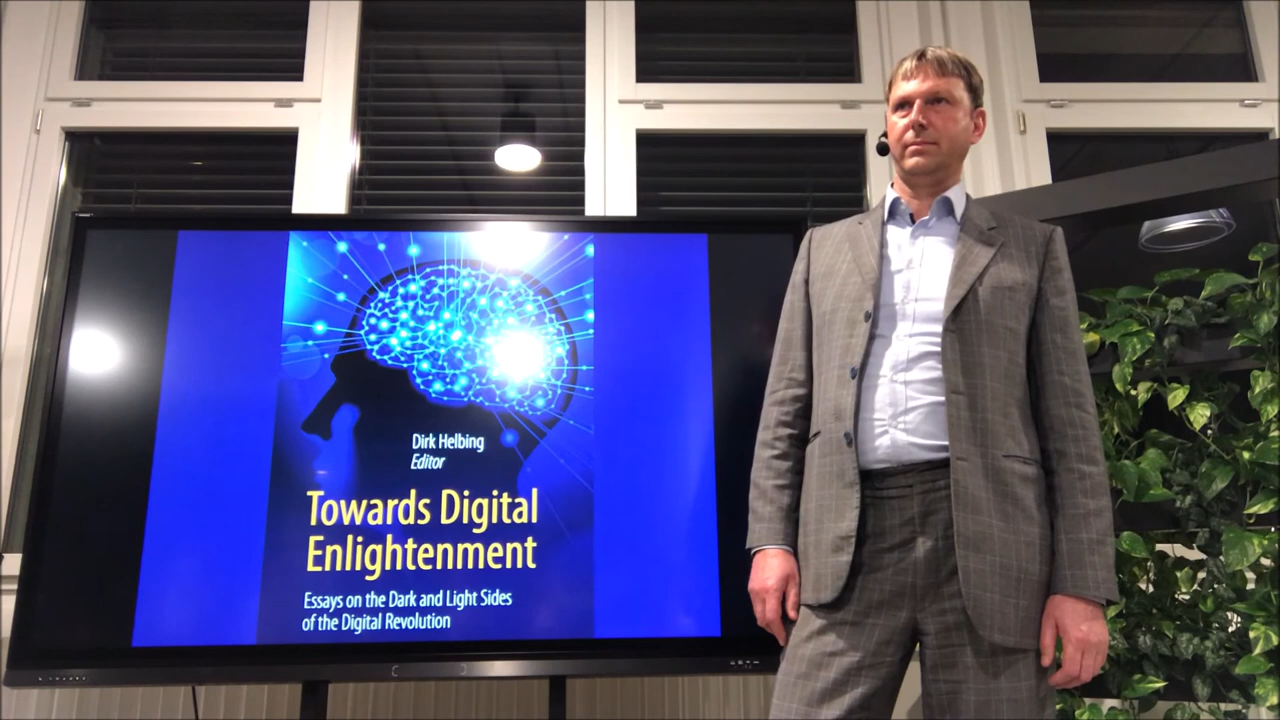 Dirk Helbing
Editor
Towards Digital
Enlightenment
Essays on the Dark and Light Sides
of the Digital Revolution